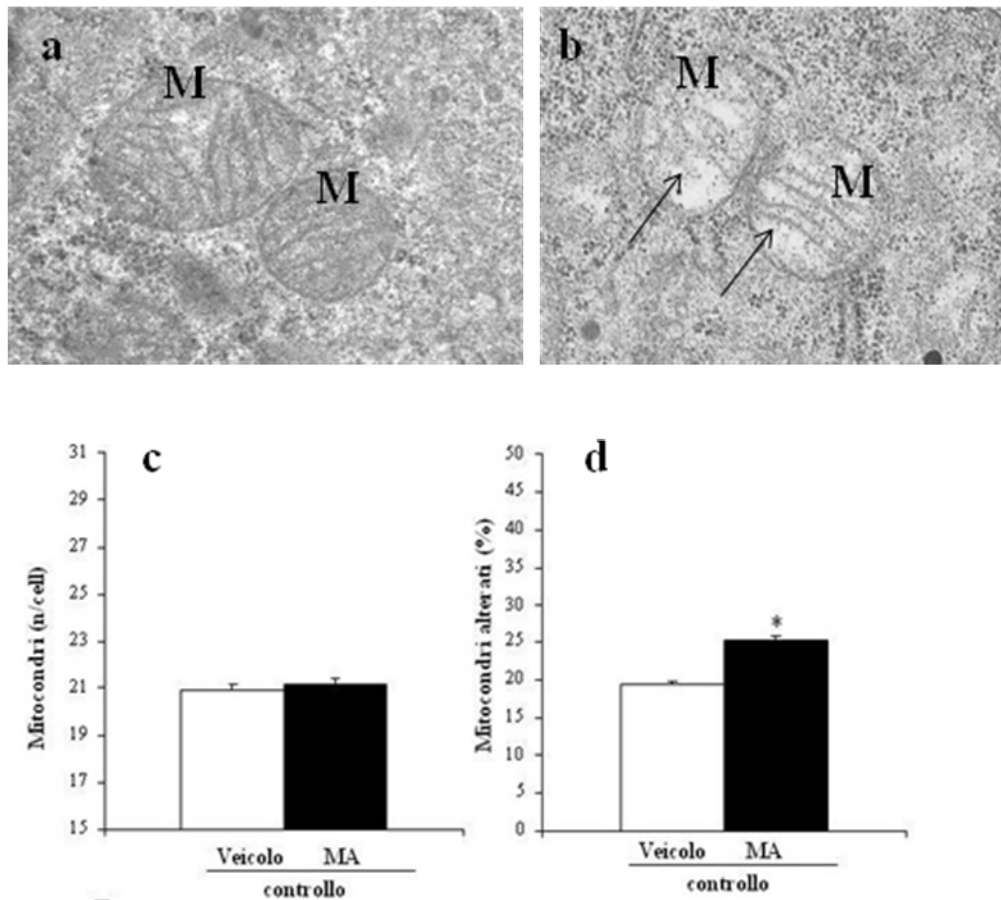 a
M
M
b
M
M
c
Mitocondri (n/cell)
31
29
27
25
23
21
19
17
15
Veicolo MA
controllo
d
Mitocondri alterati (%)
50
45
40
35
30
25
20
15
10
5
0
*
Veicolo MA
controllo